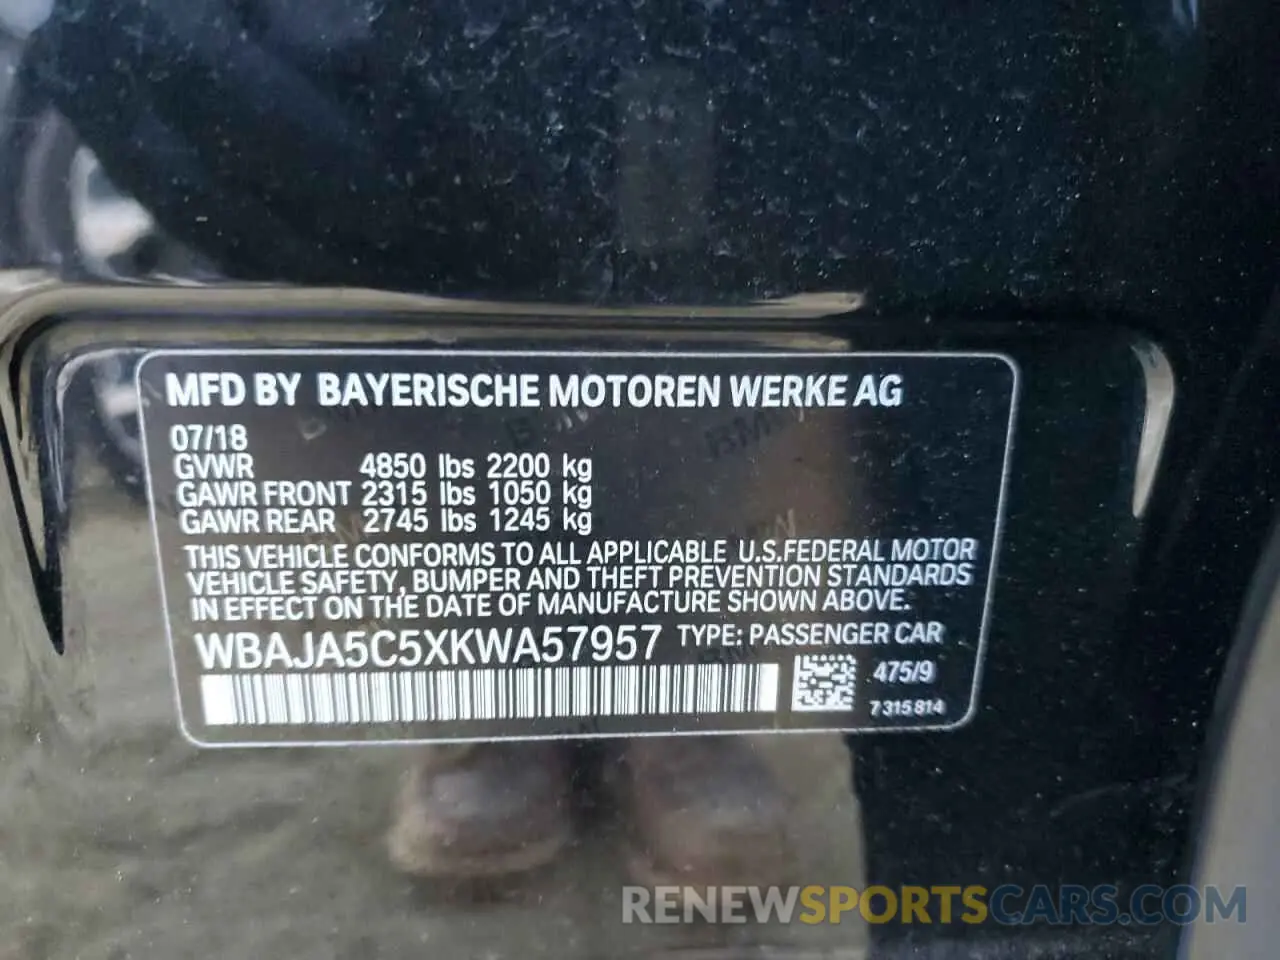 MFD BY BAYERISCHE MOTOREN WERKE AG
07/18
GVWR 4850 lbs 2200 kg
GAWR FRONT 2315 lbs 1050 kg
GAWR REAR 2745 lbs 1245 kg
THIS VEHICLE CONFORMS TO ALL APPLICABLE U.S.FEDERAL MOTOR
VEHICLE SAFETY, BUMPER AND THEFT PREVENTION STANDARDS
IN EFFECT ON THE DATE OF MANUFACTURE SHOWN ABOVE.
WBAJA5C5XKWA57957 TYPE: PASSENGER CAR
475/9
7 315 814
RENEWSPORTSCARS.COM